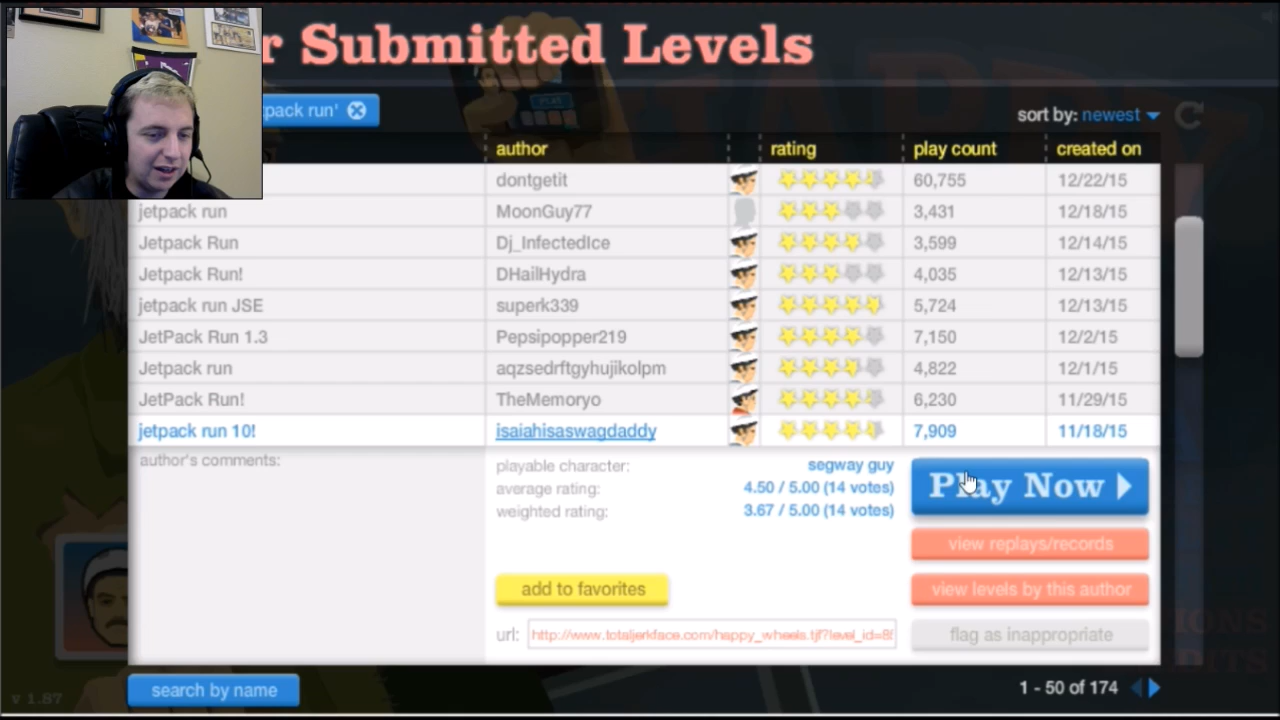 r Submitted Levels
tpack run'
sort by: newest
author rating play count created on
dontgetit 60,755 12/22/15
jetpack run MoonGuy77 3,431 12/18/15
Jetpack Run Dj_InfectedIce 3,599 12/14/15
Jetpack Run! DHailHydra 4,035 12/13/15
jetpack run JSE superk339 5,724 12/13/15
JetPack Run 1.3 Pepsipopper219 7,150 12/2/15
Jetpack run aqzsedrftgyhujikolpm 4,822 12/1/15
JetPack Run! TheMemoryo 6,230 11/29/15
jetpack run 10! isaiahisaswagdaddy 7,909 11/18/15
author's comments:
playable character: segway guy
average rating: 4.50 / 5.00 (14 votes)
weighted rating: 3.67 / 5.00 (14 votes)
Play Now
view replays/records
add to favorites
view levels by this author
url: http://www.totaljerkface.com/happy_wheels.tjf?level_id=8
flag as inappropriate
v 1.87
search by name
1 - 50 of 174